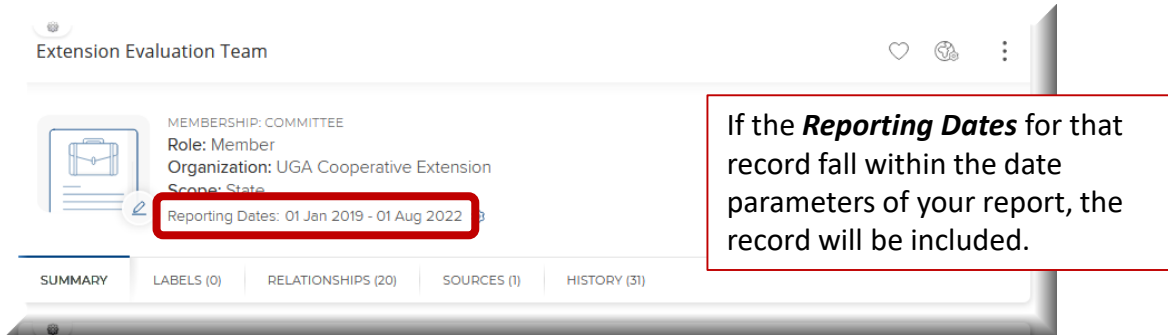 Extension Evaluation Team
MEMBERSHIP: COMMITTEE
Role: Member
Organization: UGA Cooperative Extension
Scope: State
Reporting Dates: 01 Jan 2019 - 01 Aug 2022
If the Reporting Dates for that
record fall within the date
parameters of your report, the
record will be included.
SUMMARY LABELS (0) RELATIONSHIPS (20) SOURCES (1) HISTORY (31)